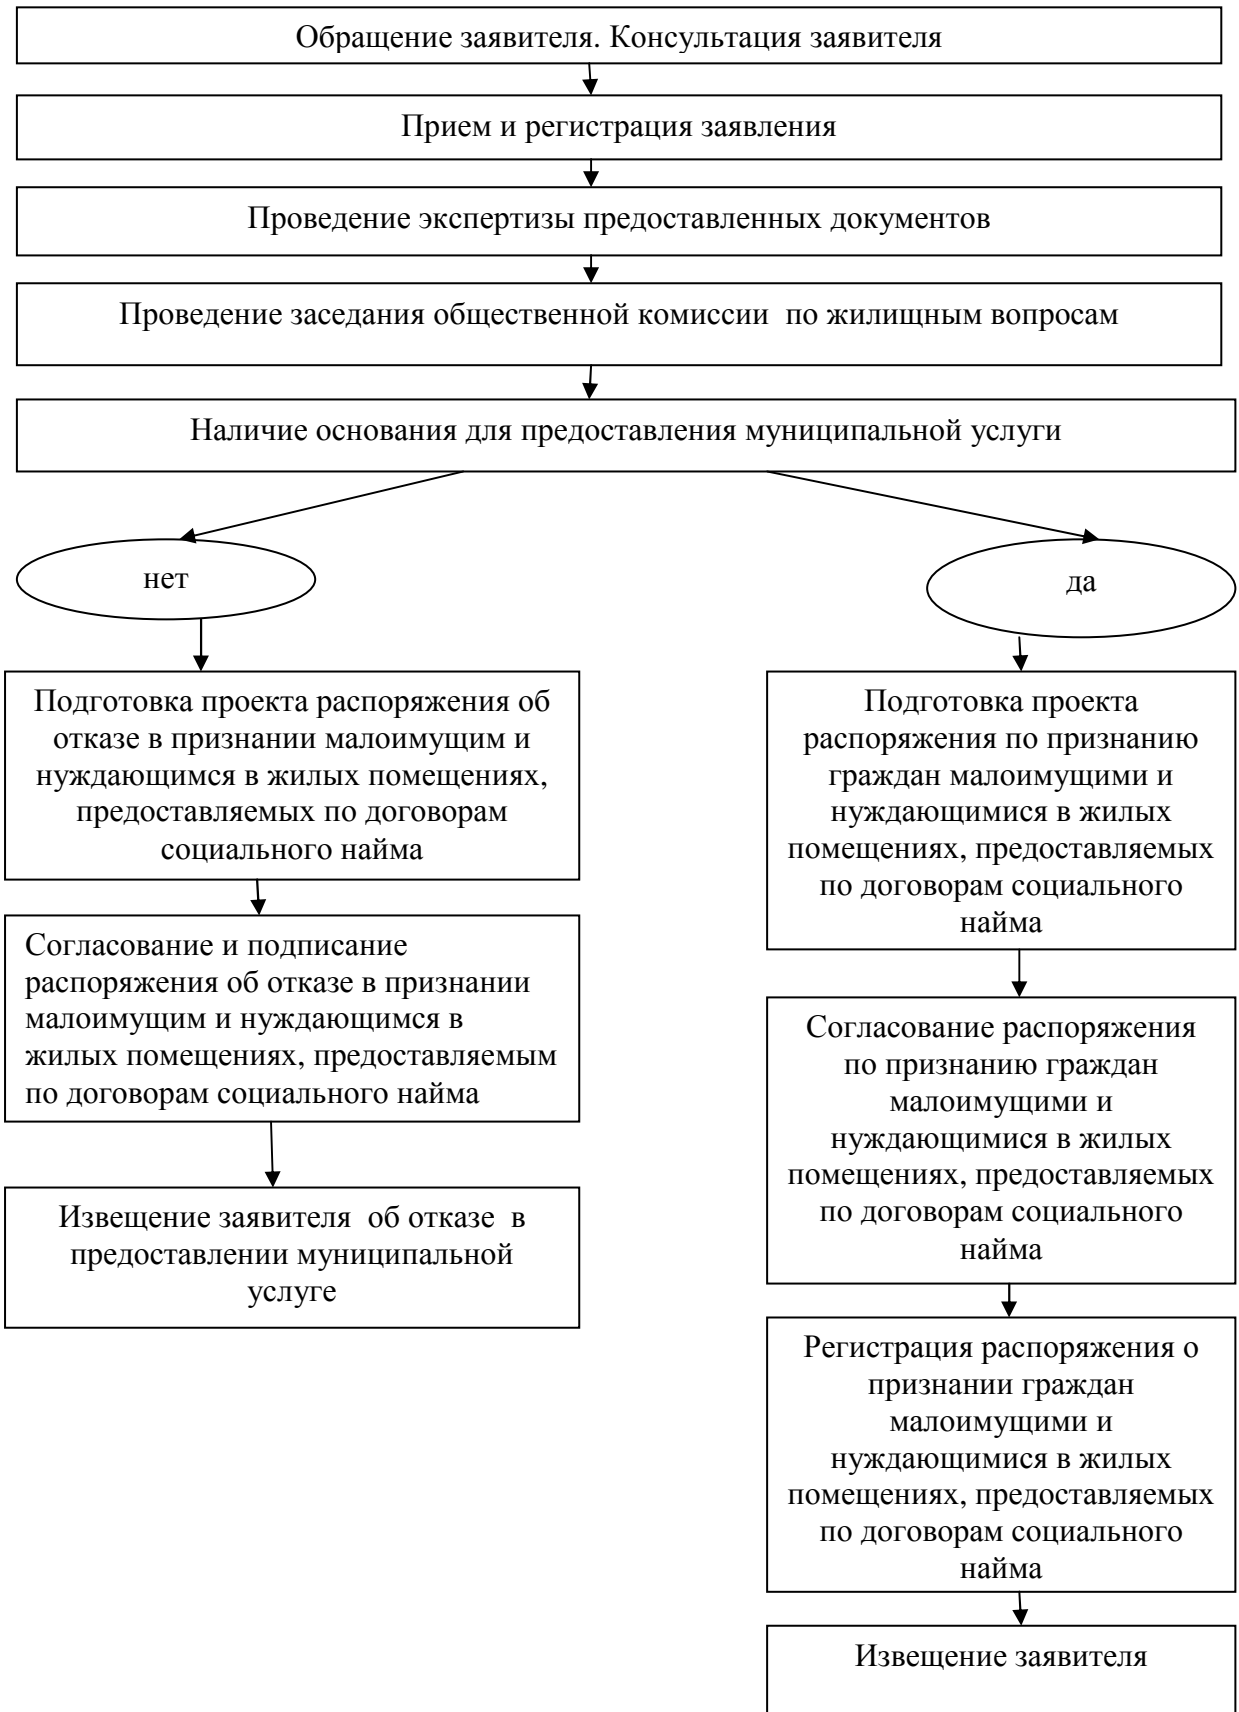 Обращение заявителя. Консультация заявителя
Прием и регистрация заявления
Проведение экспертизы предоставленных документов
Проведение заседания общественной комиссии  по жилищным вопросам
Наличие основания для предоставления муниципальной услуги
нет
да
Подготовка проекта распоряжения об
отказе в признании малоимущим и
нуждающимся в жилых помещениях,
предоставляемых по договорам
социального найма
Согласование и подписание
распоряжения об отказе в признании
малоимущим и нуждающимся в
жилых помещениях, предоставляемым
по договорам социального найма
Извещение заявителя  об отказе  в
предоставлении муниципальной
услуге
Подготовка проекта
распоряжения по признанию
граждан малоимущими и
нуждающимися в жилых
помещениях, предоставляемых
по договорам социального
найма
Согласование распоряжения
по признанию граждан
малоимущими и
нуждающимися в жилых
помещениях, предоставляемых
по договорам социального
найма
Регистрация распоряжения о
признании граждан
малоимущими и
нуждающимися в жилых
помещениях, предоставляемых
по договорам социального
найма
Извещение заявителя